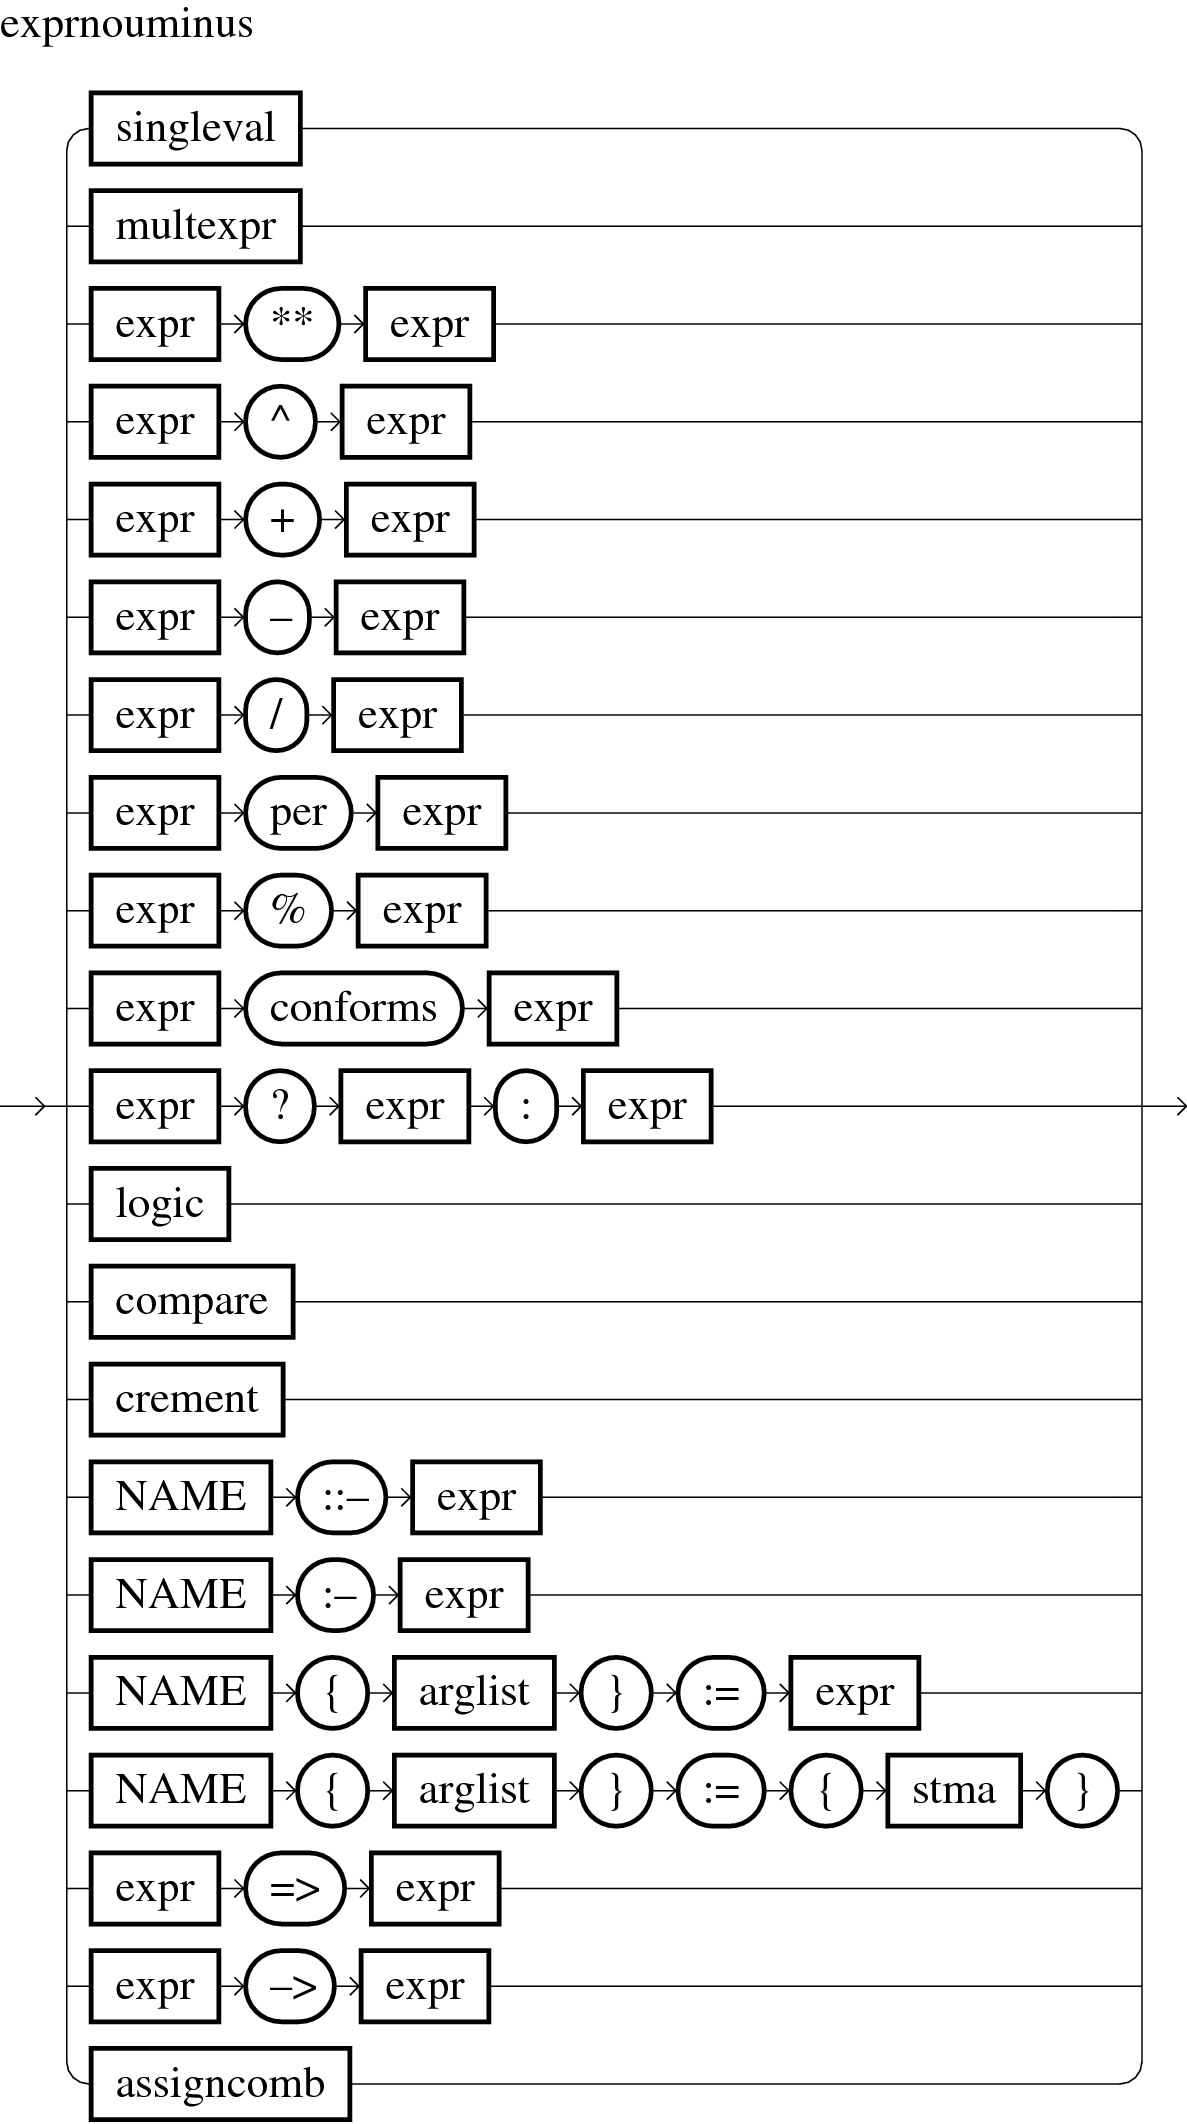 exprnouminus
singleval
multexpr
expr ** expr
expr ^ expr
expr + expr
expr – expr
expr / expr
expr per expr
expr % expr
expr conforms expr
expr ? expr : expr
logic
compare
crement
NAME ::– expr
NAME :– expr
NAME { arglist } := expr
NAME { arglist } := { stma }
expr => expr
expr –> expr
assigncomb